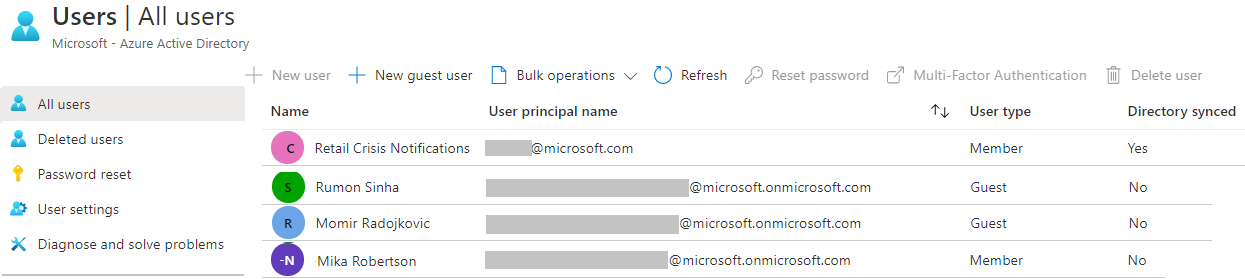 Users | All users
Microsoft - Azure Active Directory
New user New guest user Bulk operations Refresh Reset password Multi-Factor Authentication Delete user
All users
Deleted users
Password reset
User settings
Diagnose and solve problems
Name User principal name User type Directory synced
C Retail Crisis Notifications @microsoft.com Member Yes
S Rumon Sinha @microsoft.onmicrosoft.com Guest No
R Momir Radojkovic @microsoft.onmicrosoft.com Guest No
-N Mika Robertson @microsoft.onmicrosoft.com Member No